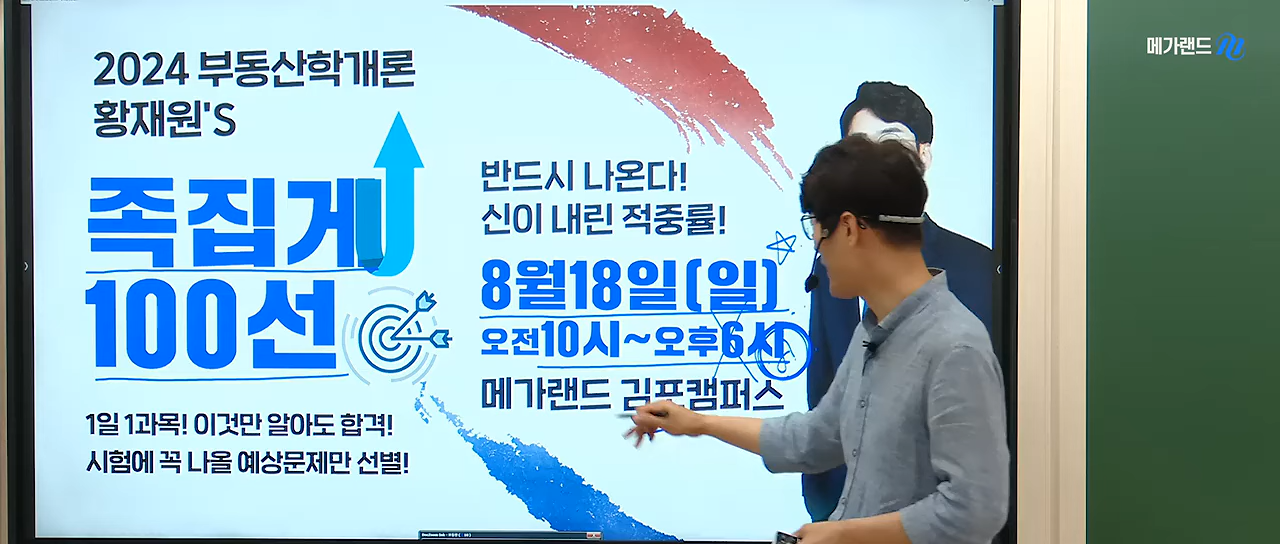 2024 부동산학개론
황재원'S
족집게
100선
1일 1과목! 이것만 알아도 합격!
시험에 꼭 나올 예상문제만 선별!
반드시 나온다!
신이 내린 적중률!
8월18일(일)
오전10시~오후6시
메가랜드 김포캠퍼스
메가랜드